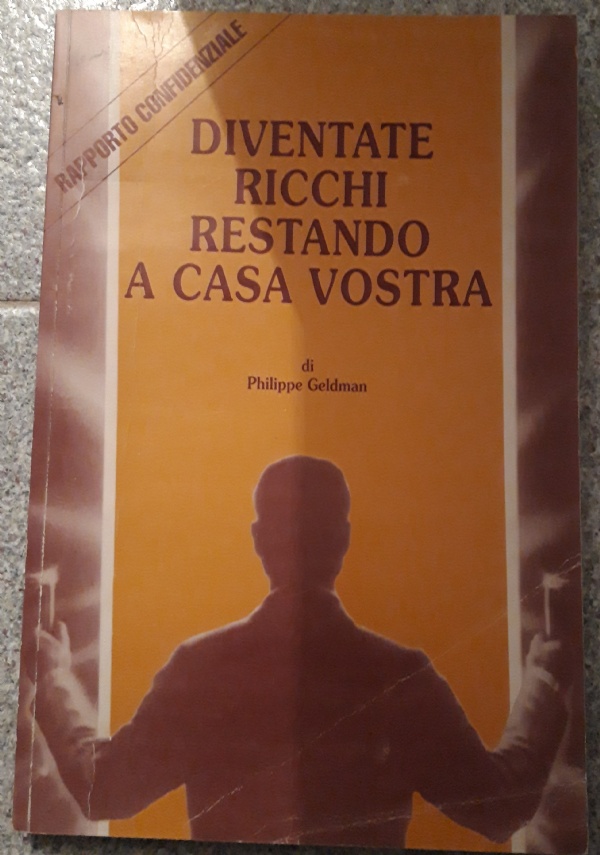 RAPPORTO CONFIDENZIALE
DIVENTATE
RICCHI
RESTANDO
A CASA VOSTRA
di
Philippe Geldman